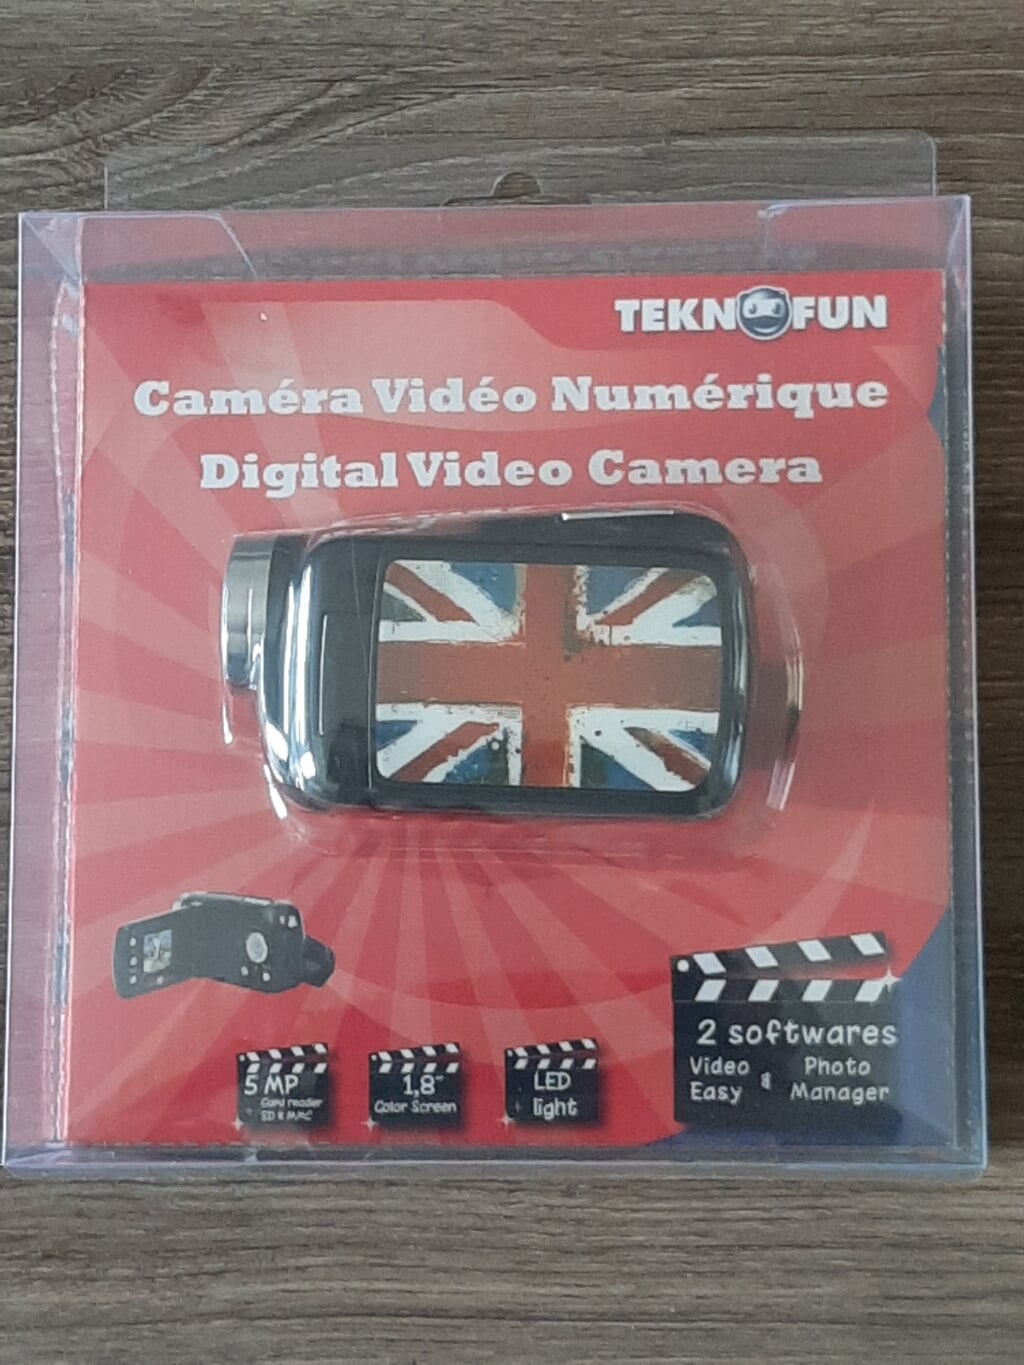 TEKNOFUN
Caméra Vidéo Numérique
Digital Video Camera
5 MP
Card reader
SD & MMC
1,8"
Color Screen
LED
light
2 softwares
Video Easy & Photo Manager